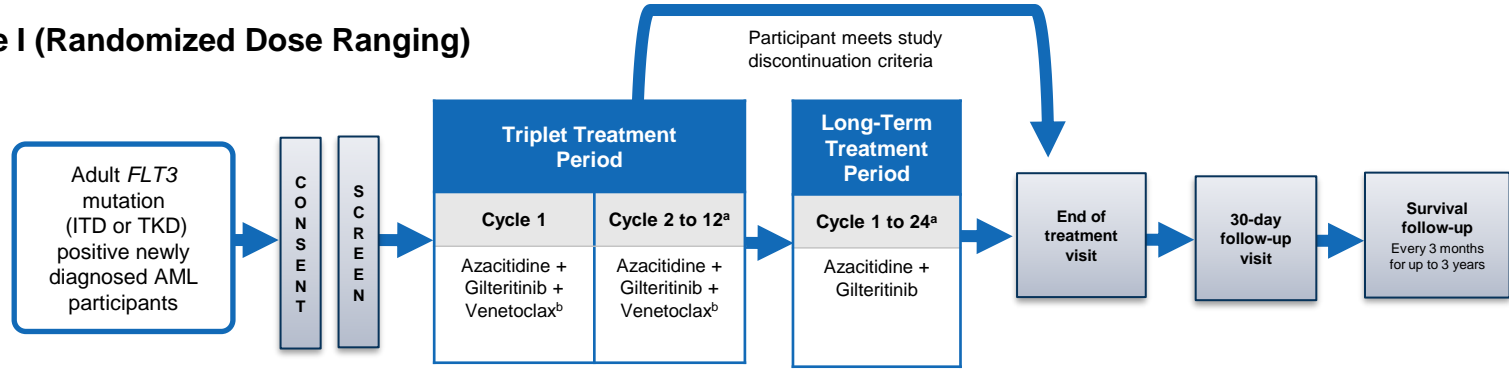 e I (Randomized Dose Ranging)
Participant meets study
discontinuation criteria
Adult FLT3
mutation
(ITD or TKD)
positive newly
diagnosed AML
participants
CONSENT
SCREEN
Triplet Treatment
Period
Cycle 1
Azacitidine +
Gilteritinib +
Venetoclaxᵇ
Cycle 2 to 12ᵃ
Azacitidine +
Gilteritinib +
Venetoclaxᵇ
Long-Term
Treatment
Period
Cycle 1 to 24ᵃ
Azacitidine +
Gilteritinib
End of
treatment
visit
30-day
follow-up
visit
Survival
follow-up
Every 3 months
for up to 3 years